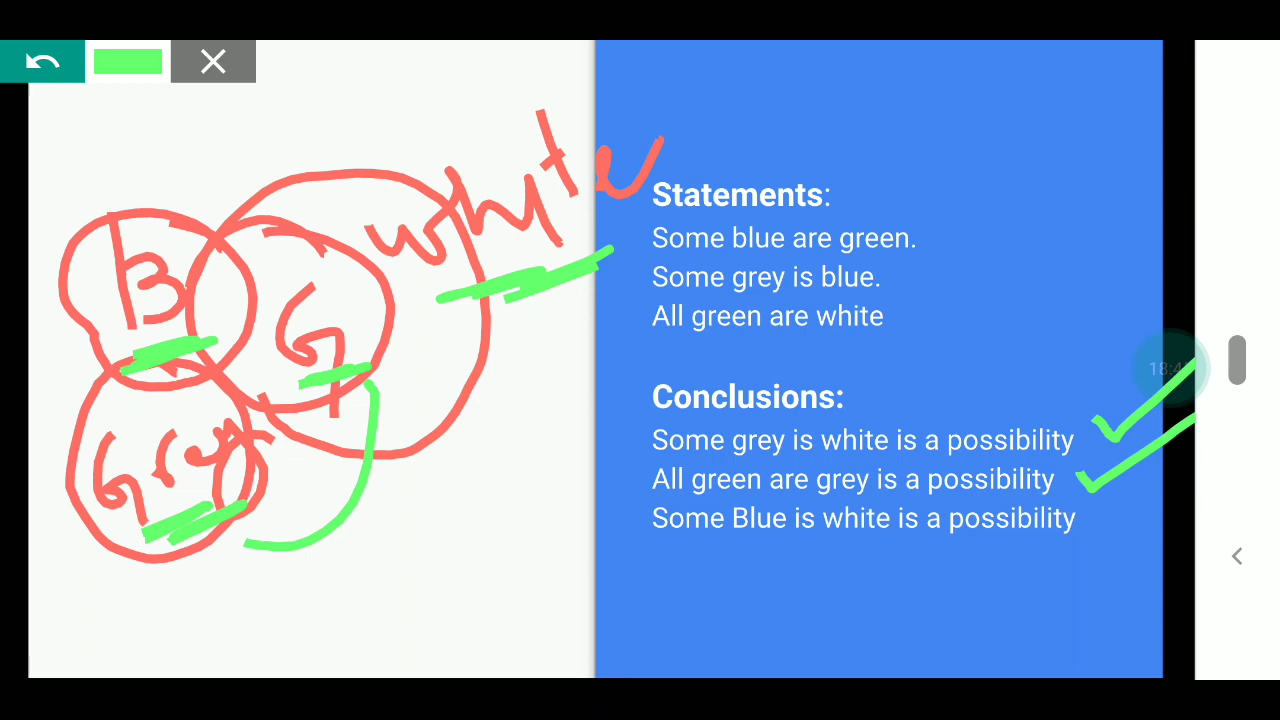 white
B
G
Grey
Statements:
Some blue are green.
Some grey is blue.
All green are white
Conclusions:
Some grey is white is a possibility
All green are grey is a possibility
Some Blue is white is a possibility